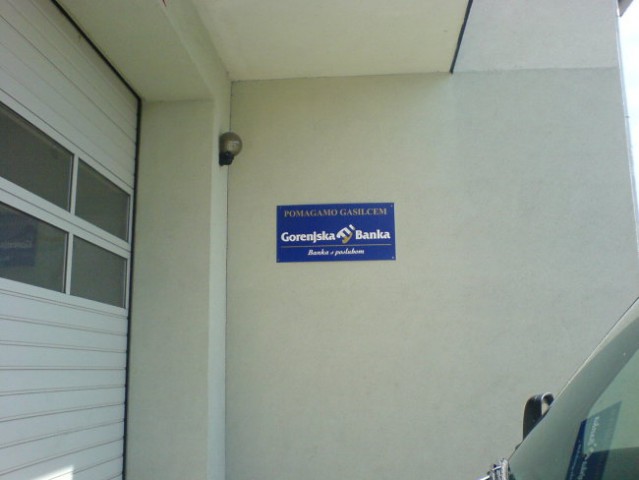 POMAGAMO GASILCEM
Gorenjska Banka
Banka s posluhom